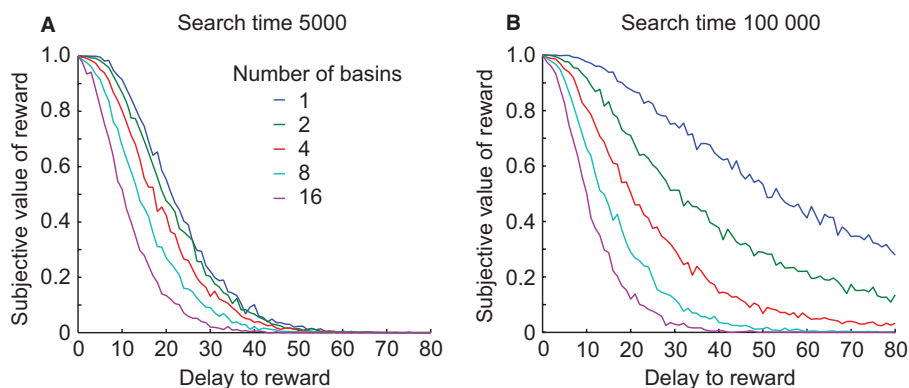 A
Search time 5000
Subjective value of reward
1.0
0.8
0.6
0.4
0.2
0
0 10 20 30 40 50 60 70 80
Delay to reward
Number of basins
1
2
4
8
16
B
Search time 100 000
Subjective value of reward
1.0
0.8
0.6
0.4
0.2
0
0 10 20 30 40 50 60 70 80
Delay to reward